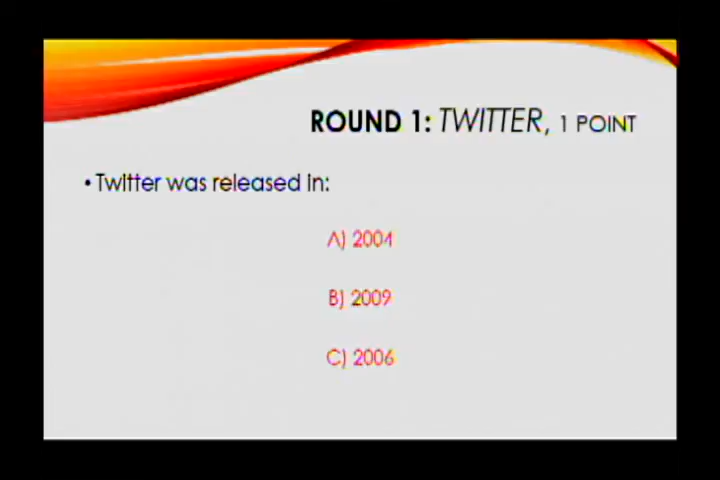 ROUND 1: TWITTER, 1 POINT
• Twitter was released in:
A) 2004
B) 2009
C) 2006